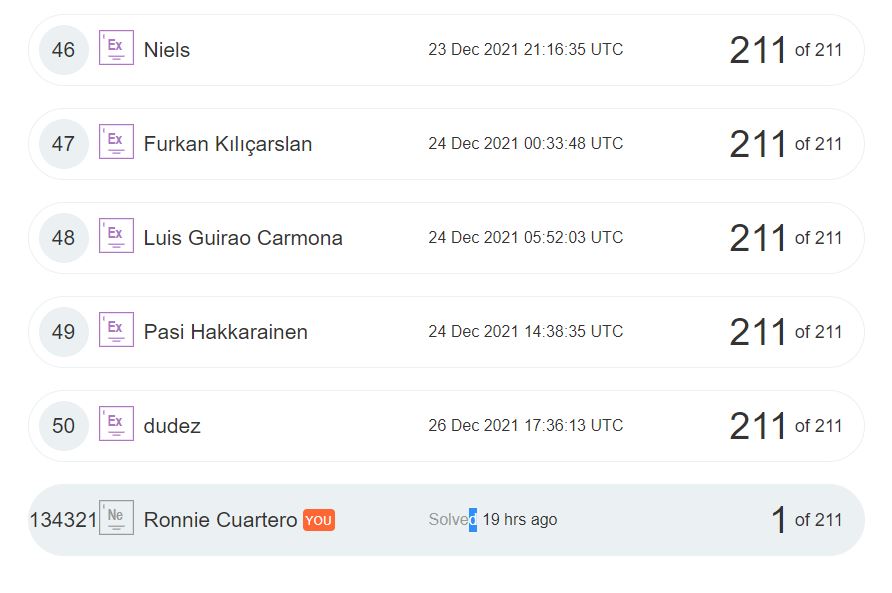 46 Ex Niels 23 Dec 2021 21:16:35 UTC 211 of 211
47 Ex Furkan Kılıçarslan 24 Dec 2021 00:33:48 UTC 211 of 211
48 Ex Luis Guirao Carmona 24 Dec 2021 05:52:03 UTC 211 of 211
49 Ex Pasi Hakkarainen 24 Dec 2021 14:38:35 UTC 211 of 211
50 Ex dudez 26 Dec 2021 17:36:13 UTC 211 of 211
134321 Ne Ronnie Cuartero YOU Solved 19 hrs ago 1 of 211